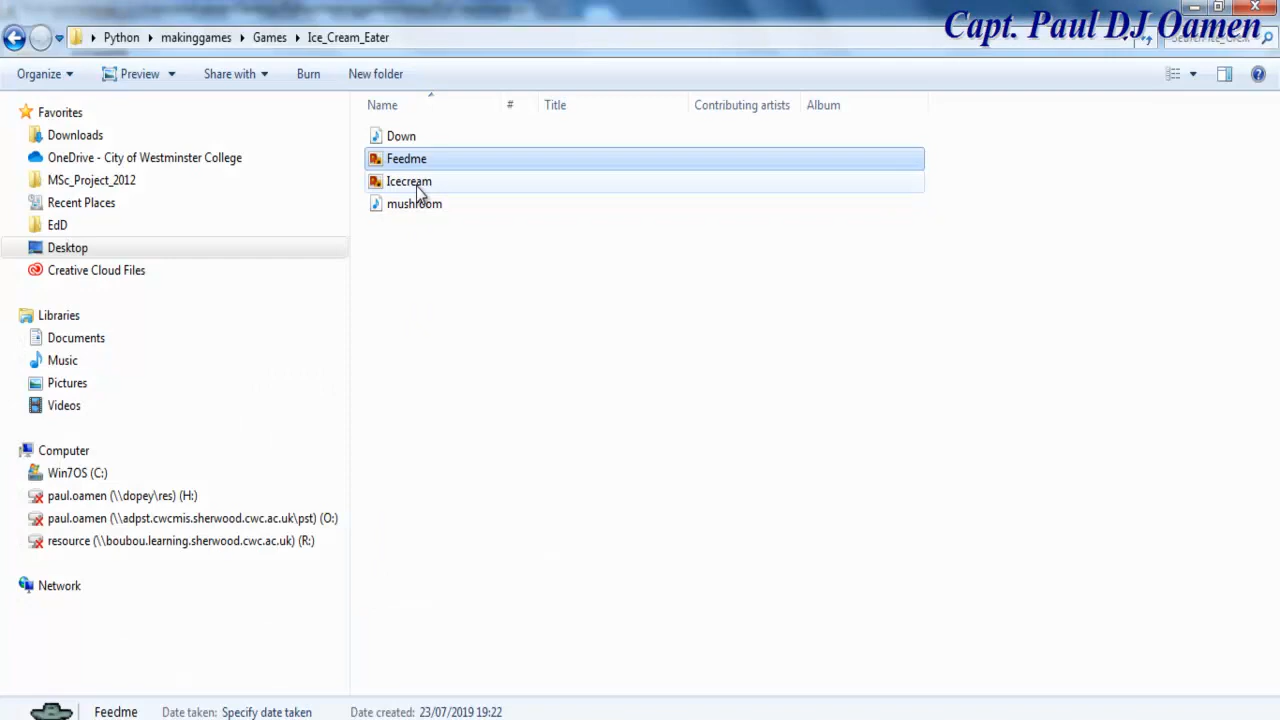 Capt. Paul DJ Oamen
Python makinggames Games Ice_Cream_Eater
Organize Preview Share with Burn New folder
Name # Title Contributing artists Album
Favorites
Downloads
OneDrive - City of Westminster College
MSc_Project_2012
Recent Places
EdD
Desktop
Creative Cloud Files
Libraries
Documents
Music
Pictures
Videos
Computer
Win7OS (C:)
paul.oamen (\\dopey\res) (H:)
paul.oamen (\\adpst.cwcmis.sherwood.cwc.ac.uk\pst) (O:)
resource (\\boubou.learning.sherwood.cwc.ac.uk) (R:)
Network
Down
Feedme
Icecream
mushroom
Feedme Date taken: Specify date taken Date created: 23/07/2019 19:22